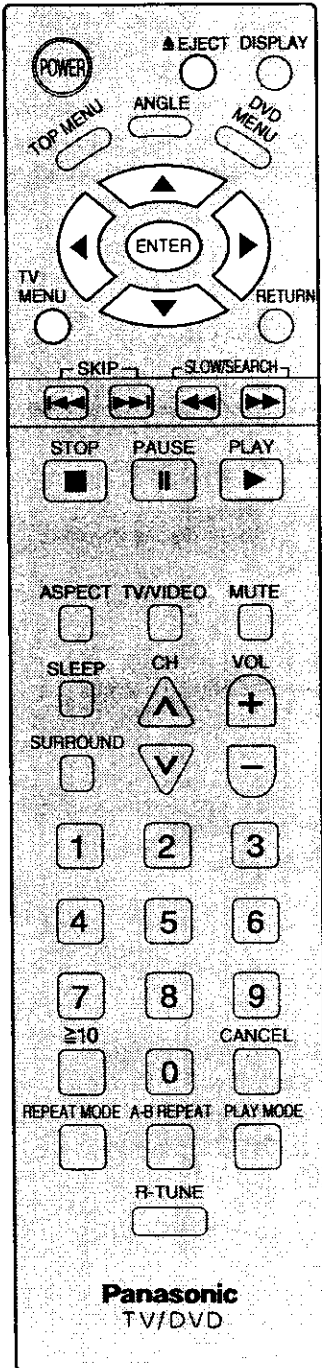 POWER
EJECT DISPLAY
TOP MENU
ANGLE
DVD MENU
ENTER
TV MENU
RETURN
SKIP SLOW/SEARCH
STOP PAUSE PLAY
ASPECT TV/VIDEO MUTE
SLEEP CH VOL
+
SURROUND
−
1 2 3
4 5 6
7 8 9
≧10 0 CANCEL
REPEAT MODE A-B REPEAT PLAY MODE
R-TUNE
Panasonic
TV/DVD